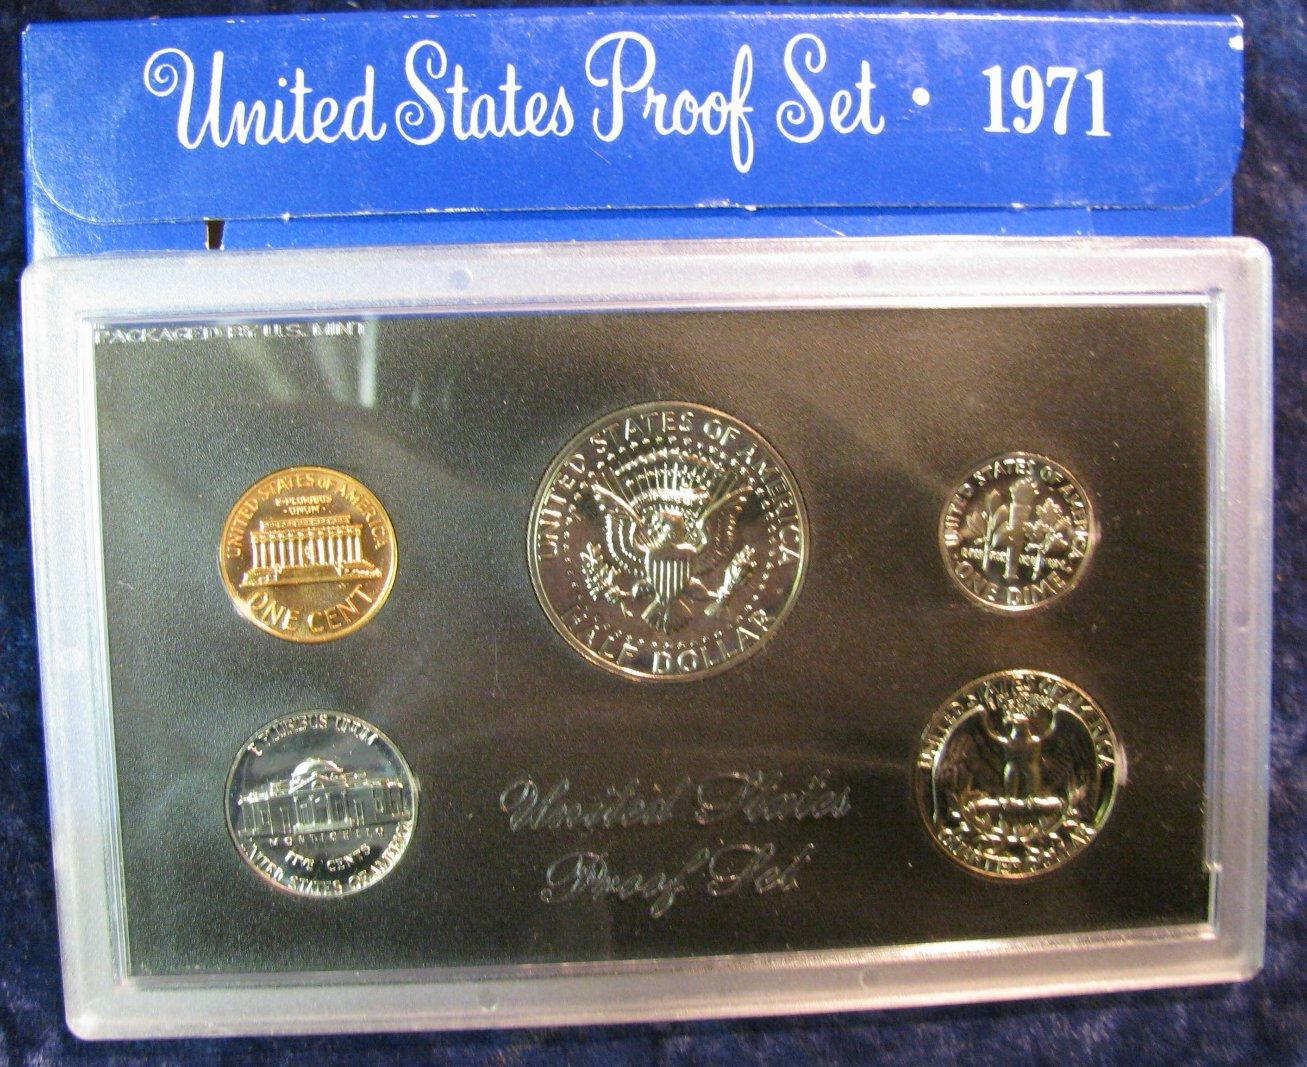 United States Proof Set · 1971
PACKAGED BY U.S. MINT
UNITED STATES OF AMERICA
E PLURIBUS
· UNUM ·
ONE CENT
UNITED STATES OF AMERICA
HALF DOLLAR
UNITED STATES OF AMERICA
ONE DIME
E PLURIBUS UNUM
MONTICELLO
FIVE CENTS
UNITED STATES OF AMERICA
UNITED STATES OF AMERICA
QUARTER DOLLAR
United States
Proof Set